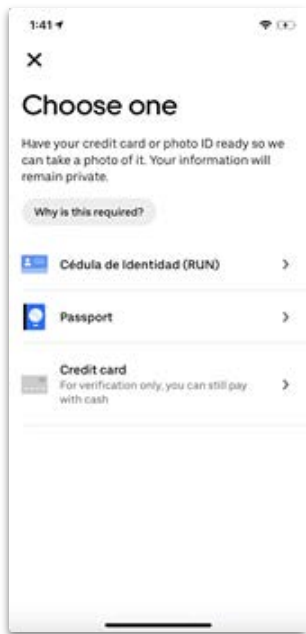 1:41
Choose one
Have your credit card or photo ID ready so we
can take a photo of it. Your information will
remain private.
Why is this required?
Cédula de Identidad (RUN)
Passport
Credit card
For verification only, you can still pay
with cash